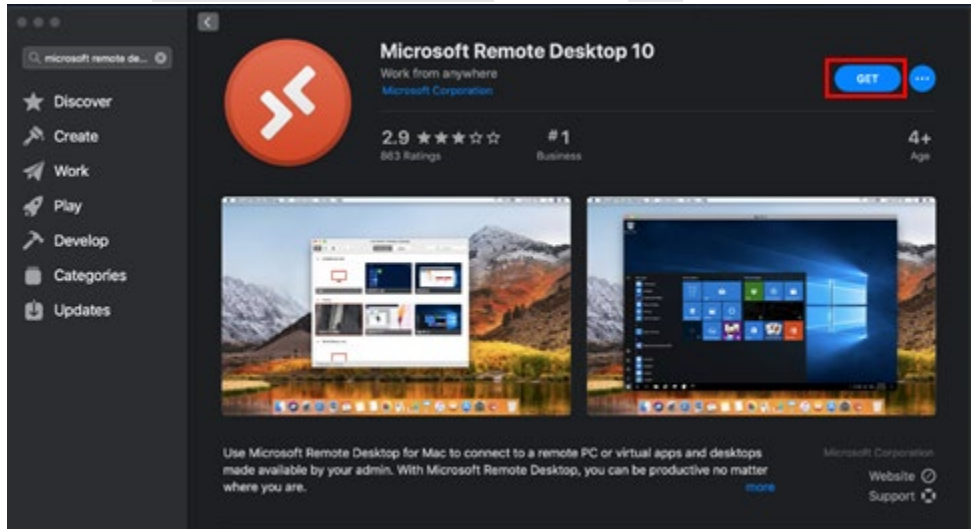 microsoft remote de...
Discover
Create
Work
Play
Develop
Categories
Updates
Microsoft Remote Desktop 10
Work from anywhere
Microsoft Corporation
GET
2.9 ★★★☆☆
863 Ratings
#1
Business
4+
Age
Use Microsoft Remote Desktop for Mac to connect to a remote PC or virtual apps and desktops
made available by your admin. With Microsoft Remote Desktop, you can be productive no matter
where you are.
more
Microsoft Corporation
Website
Support